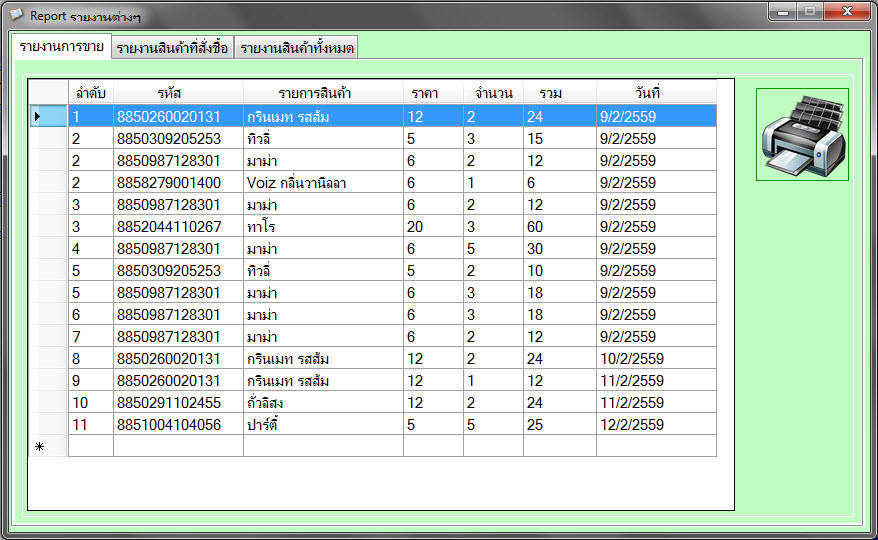 Report รายงานต่างๆ
รายงานการขาย รายงานสินค้าที่สั่งซื้อ รายงานสินค้าทั้งหมด
ลำดับ รหัส รายการสินค้า ราคา จำนวน รวม วันที่
1 8850260020131 กรีนเมท รสส้ม 12 2 24 9/2/2559
2 8850309205253 ทิวลี่ 5 3 15 9/2/2559
2 8850987128301 มาม่า 6 2 12 9/2/2559
2 8858279001400 Voiz กลิ่นวานิลลา 6 1 6 9/2/2559
3 8850987128301 มาม่า 6 2 12 9/2/2559
3 8852044110267 ทาโร 20 3 60 9/2/2559
4 8850987128301 มาม่า 6 5 30 9/2/2559
5 8850309205253 ทิวลี่ 5 2 10 9/2/2559
5 8850987128301 มาม่า 6 3 18 9/2/2559
6 8850987128301 มาม่า 6 3 18 9/2/2559
7 8850987128301 มาม่า 6 2 12 9/2/2559
8 8850260020131 กรีนเมท รสส้ม 12 2 24 10/2/2559
9 8850260020131 กรีนเมท รสส้ม 12 1 12 11/2/2559
10 8850291102455 ถั่วลิสง 12 2 24 11/2/2559
11 8851004104056 ปาร์ตี้ 5 5 25 12/2/2559